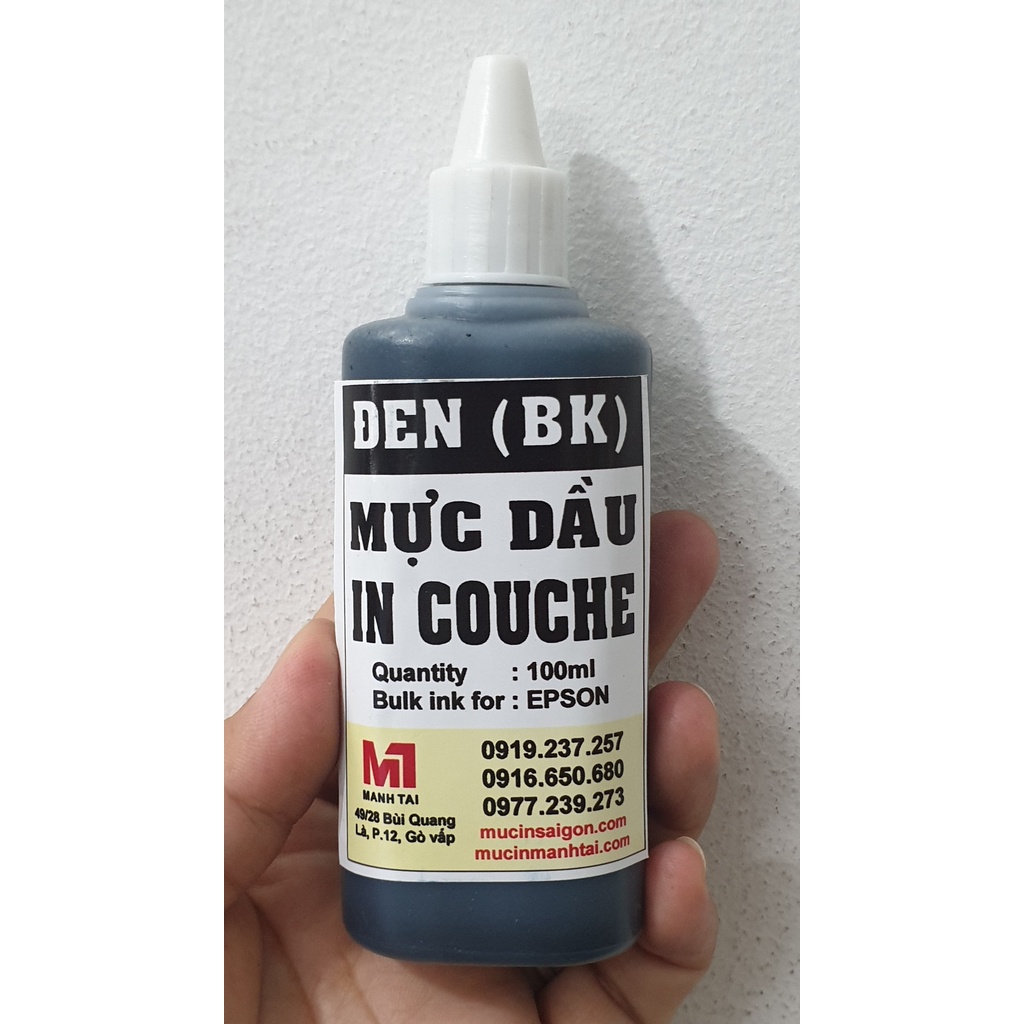 ĐEN (BK)
MỰC DẦU
IN COUCHE
Quantity : 100ml
Bulk ink for : EPSON
MT
MANH TAI
49/28 Bùi Quang
Là, P.12, Gò vấp
0919.237.257
0916.650.680
0977.239.273
mucinsaigon.com
mucinmanhtai.com